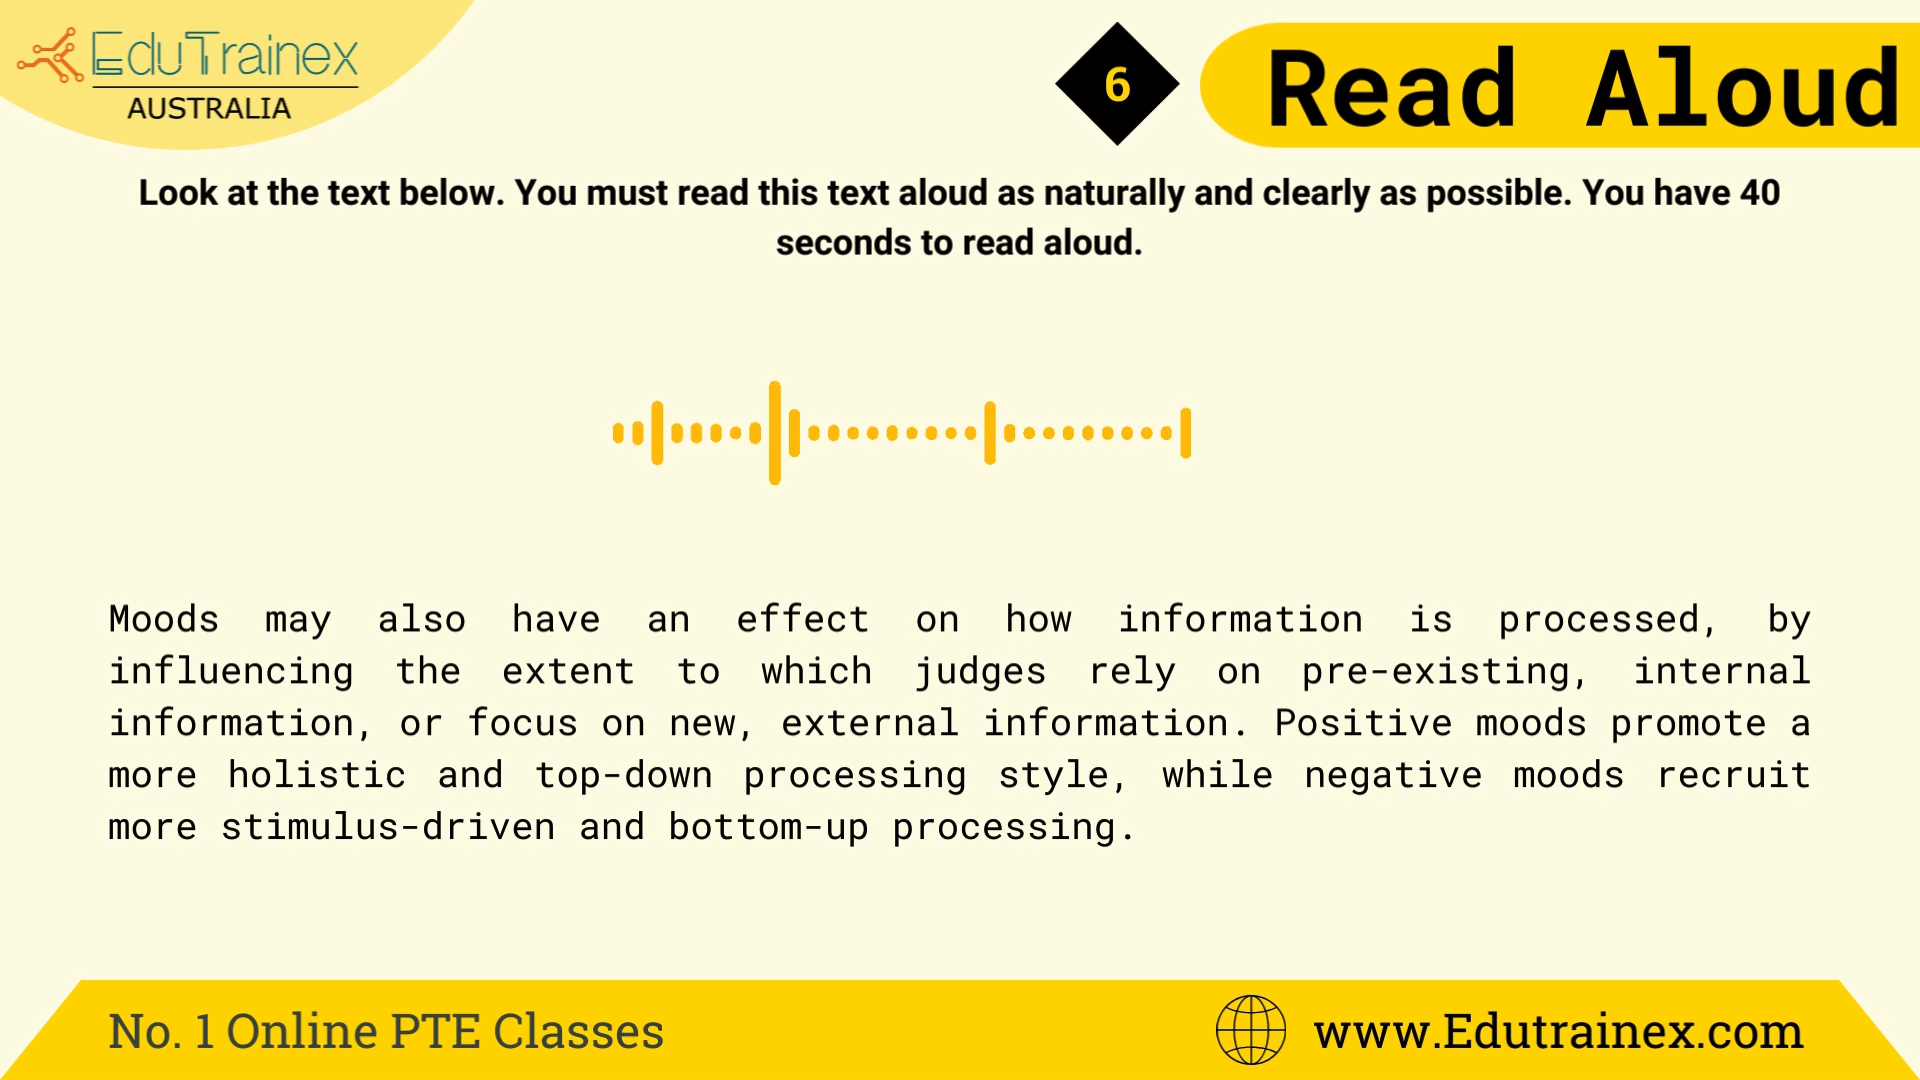 EduTrainex
AUSTRALIA
6
Read Aloud
Look at the text below. You must read this text aloud as naturally and clearly as possible. You have 40
seconds to read aloud.
Moods may also have an effect on how information is processed, by
influencing the extent to which judges rely on pre-existing, internal
information, or focus on new, external information. Positive moods promote a
more holistic and top-down processing style, while negative moods recruit
more stimulus-driven and bottom-up processing.
No. 1 Online PTE Classes
www.Edutrainex.com